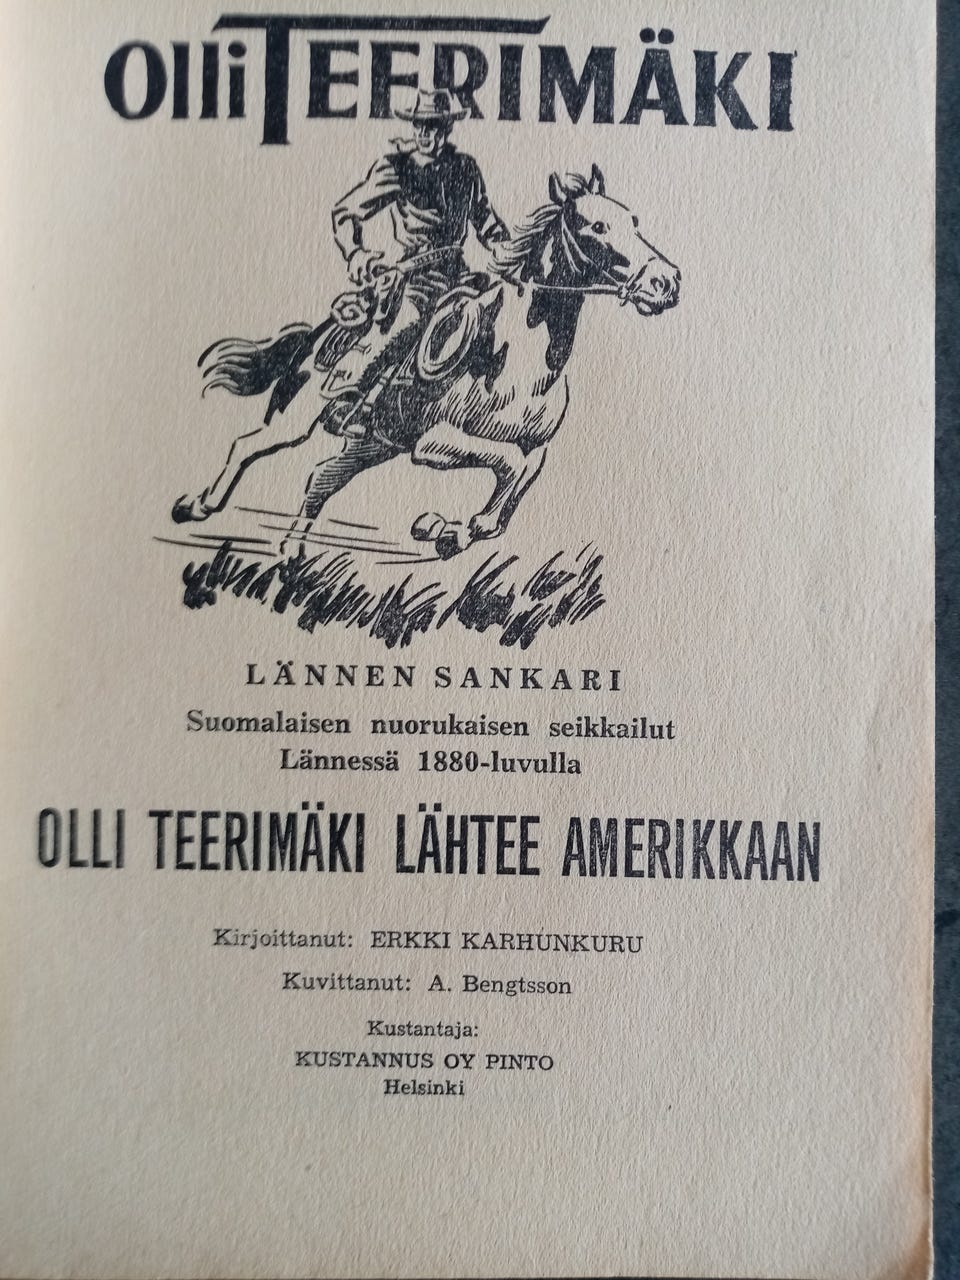 OLLI TEERIMÄKI
LÄNNEN SANKARI
Suomalaisen nuorukaisen seikkailut
Lännessä 1880-luvulla
OLLI TEERIMÄKI LÄHTEE AMERIKKAAN
Kirjoittanut: ERKKI KARHUNKURU
Kuvittanut: A. Bengtsson
Kustantaja:
KUSTANNUS OY PINTO
Helsinki